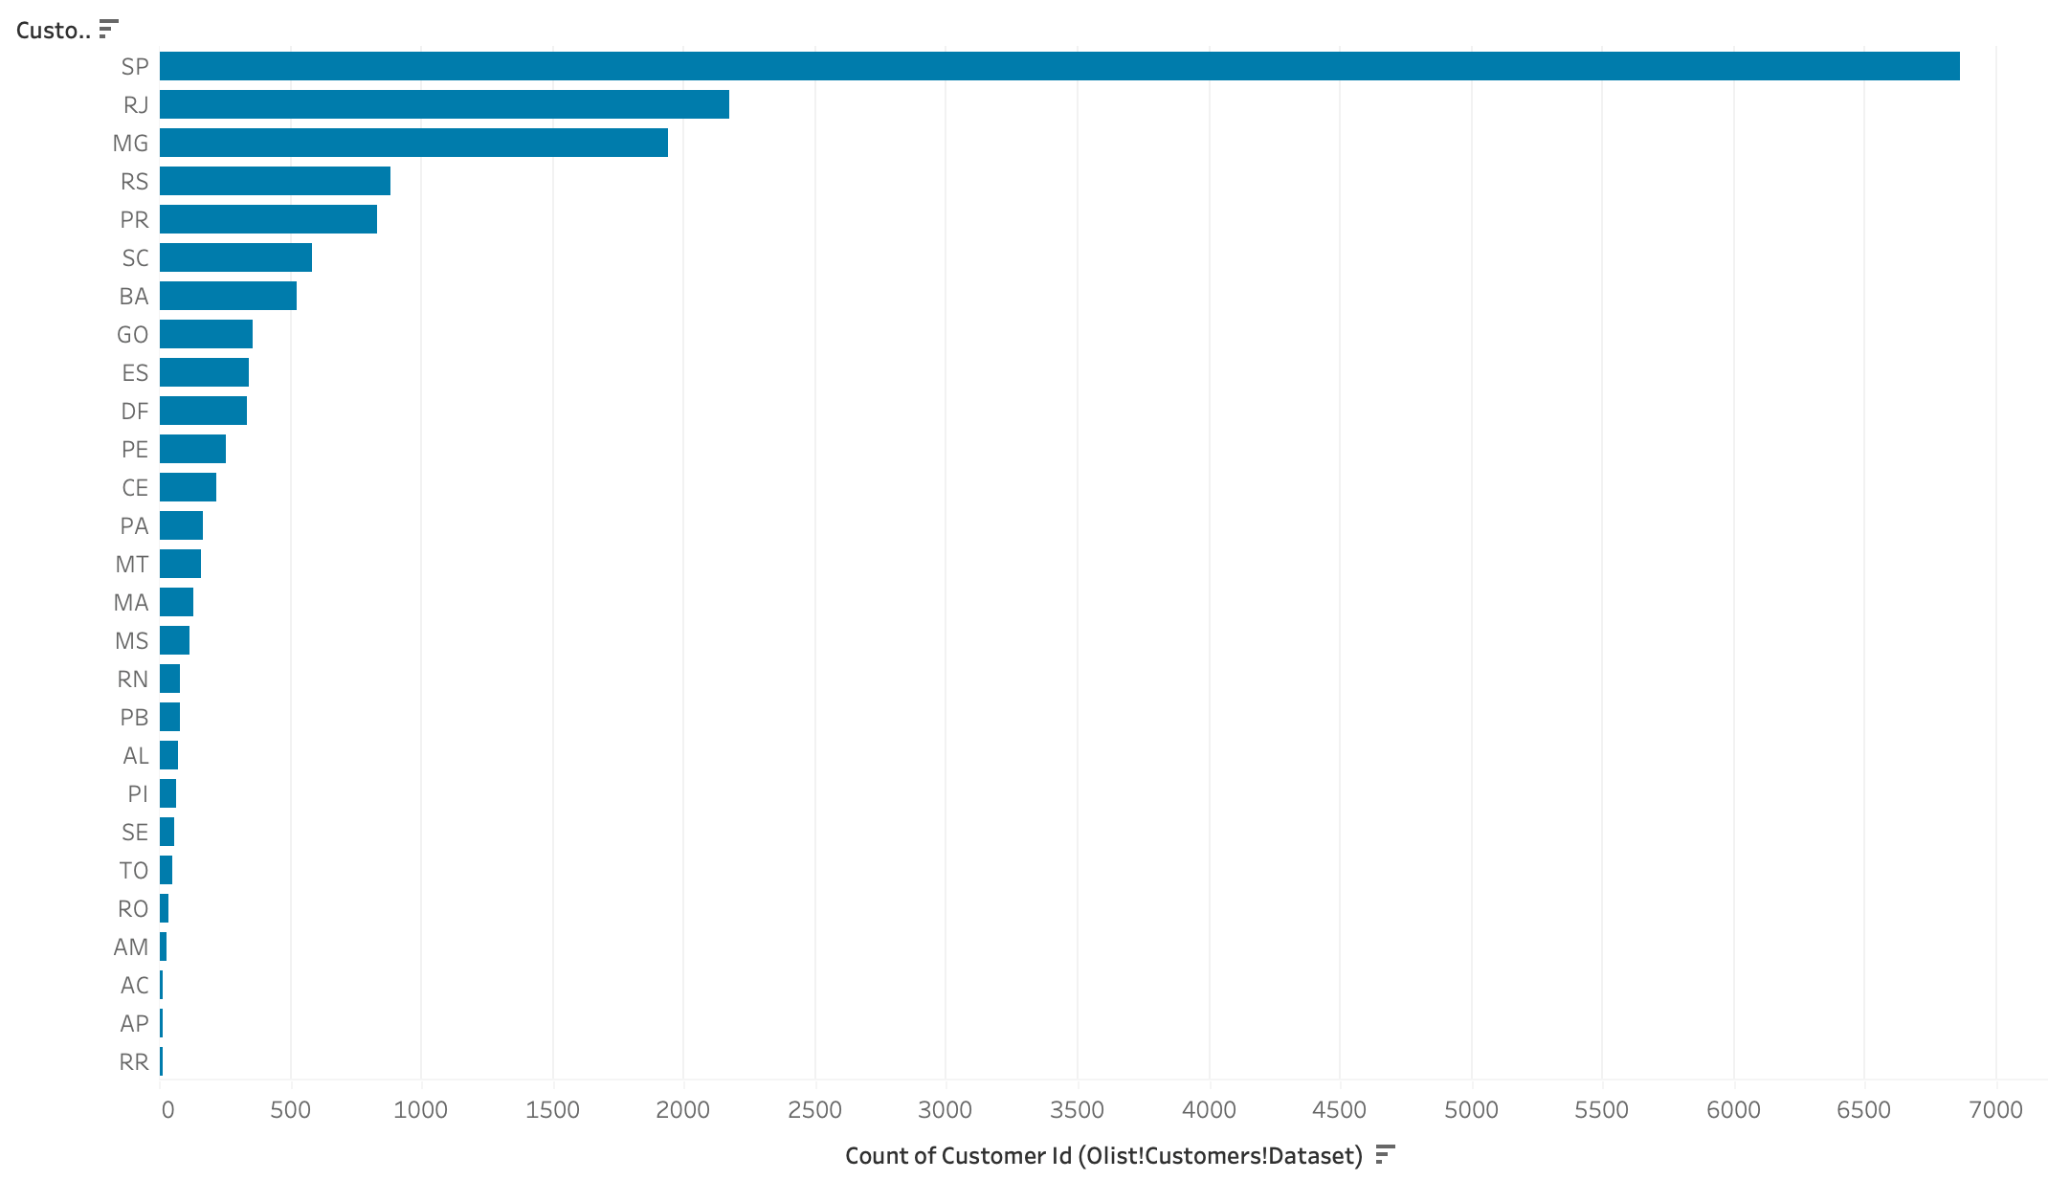 Custo..
SP
RJ
MG
RS
PR
SC
BA
GO
ES
DF
PE
CE
PA
MT
MA
MS
RN
PB
AL
PI
SE
TO
RO
AM
AC
AP
RR
0 500 1000 1500 2000 2500 3000 3500 4000 4500 5000 5500 6000 6500 7000
Count of Customer Id (Olist!Customers!Dataset)